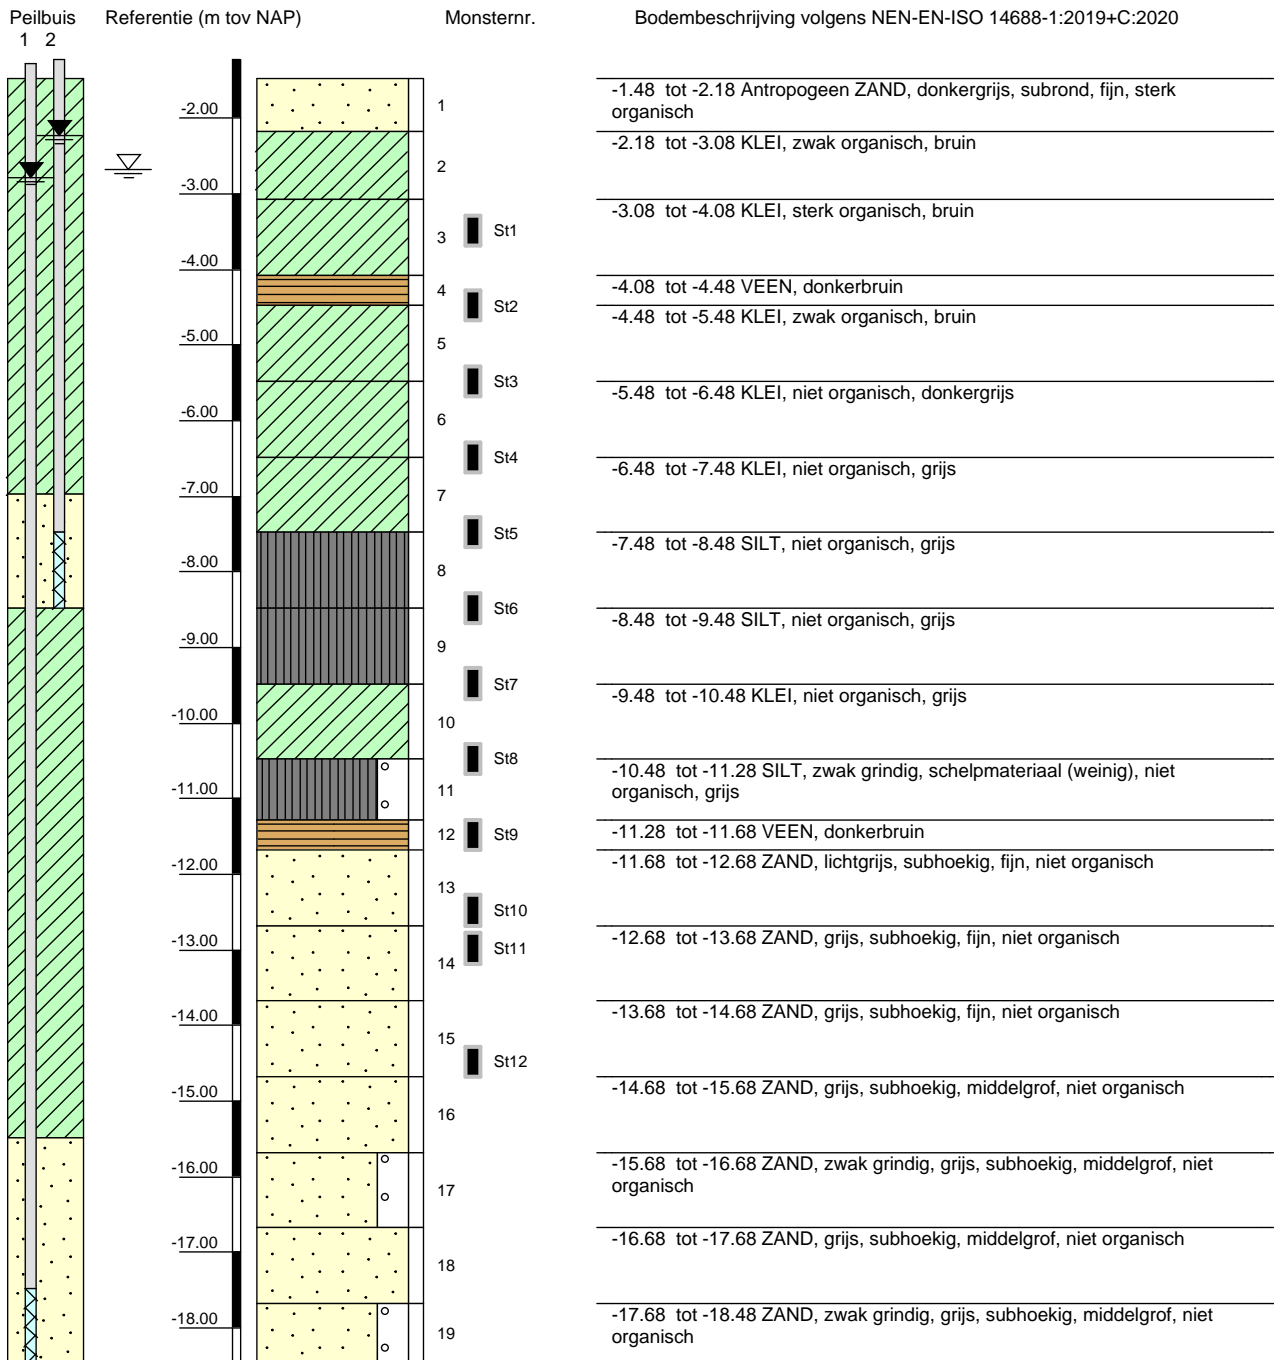 Peilbuis Referentie (m tov NAP) Monsternr. Bodembeschrijving volgens NEN-EN-ISO 14688-1:2019+C:2020
1 2
-1.48 tot -2.18 Antropogeen ZAND, donkergrijs, subrond, fijn, sterk
organisch
1
-2.00
-2.18 tot -3.08 KLEI, zwak organisch, bruin
2
-3.00
-3.08 tot -4.08 KLEI, sterk organisch, bruin
3 St1
-4.00
-4.08 tot -4.48 VEEN, donkerbruin
4
St2
-4.48 tot -5.48 KLEI, zwak organisch, bruin
-5.00
5
St3
-5.48 tot -6.48 KLEI, niet organisch, donkergrijs
-6.00
6
St4
-6.48 tot -7.48 KLEI, niet organisch, grijs
-7.00
7
St5
-7.48 tot -8.48 SILT, niet organisch, grijs
-8.00
8
St6
-8.48 tot -9.48 SILT, niet organisch, grijs
-9.00
9
St7
-9.48 tot -10.48 KLEI, niet organisch, grijs
-10.00
10
St8
-10.48 tot -11.28 SILT, zwak grindig, schelpmateriaal (weinig), niet
organisch, grijs
-11.00
11
-11.28 tot -11.68 VEEN, donkerbruin
12 St9
-12.00
-11.68 tot -12.68 ZAND, lichtgrijs, subhoekig, fijn, niet organisch
13
St10
-12.68 tot -13.68 ZAND, grijs, subhoekig, fijn, niet organisch
-13.00
St11
14
-13.68 tot -14.68 ZAND, grijs, subhoekig, fijn, niet organisch
-14.00
15
St12
-14.68 tot -15.68 ZAND, grijs, subhoekig, middelgrof, niet organisch
-15.00
16
-15.68 tot -16.68 ZAND, zwak grindig, grijs, subhoekig, middelgrof, niet
organisch
-16.00
17
-16.68 tot -17.68 ZAND, grijs, subhoekig, middelgrof, niet organisch
-17.00
18
-17.68 tot -18.48 ZAND, zwak grindig, grijs, subhoekig, middelgrof, niet
organisch
-18.00
19